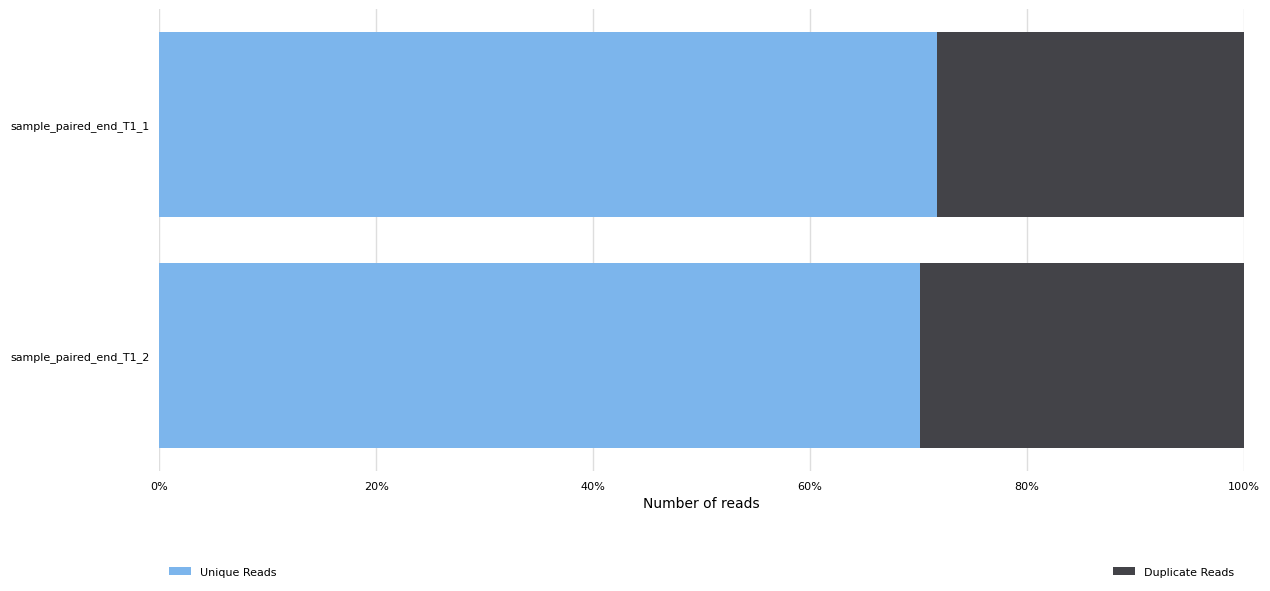 sample_paired_end_T1_1
sample_paired_end_T1_2
0% 20% 40% 60% 80% 100%
Number of reads
Unique Reads Duplicate Reads